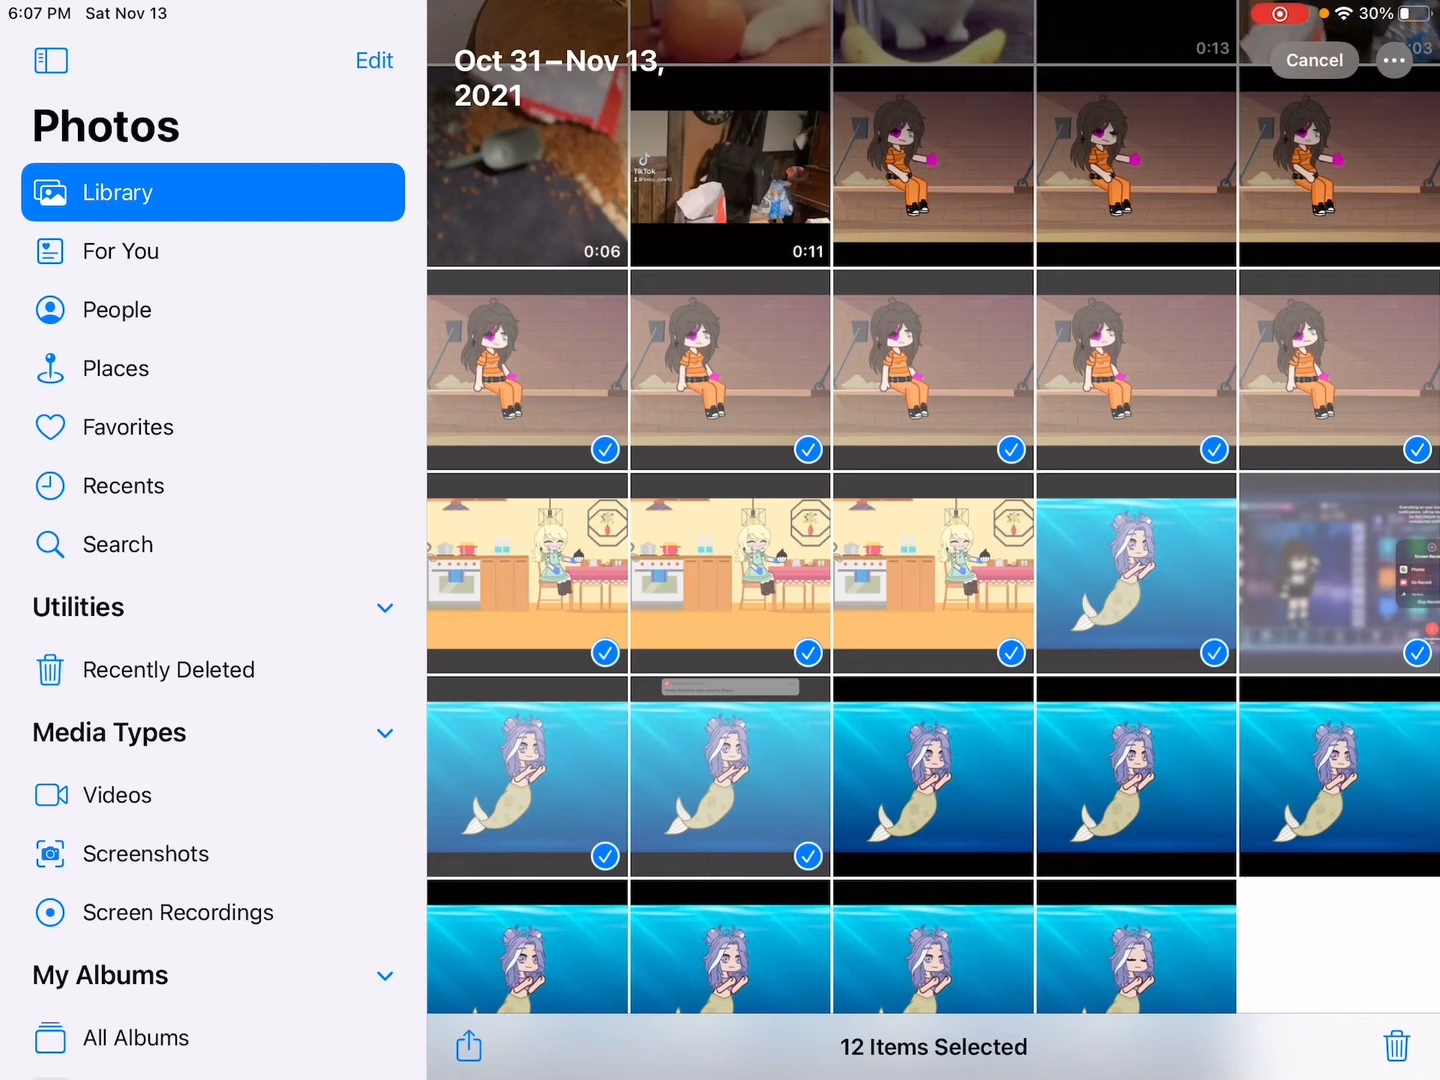 6:07 PM Sat Nov 13
30%
Edit
Photos
Library
For You
People
Places
Favorites
Recents
Search
Utilities
Recently Deleted
Media Types
Videos
Screenshots
Screen Recordings
My Albums
All Albums
Oct 31–Nov 13,
2021
Cancel
0:13
:03
TikTok
0:06
0:11
12 Items Selected